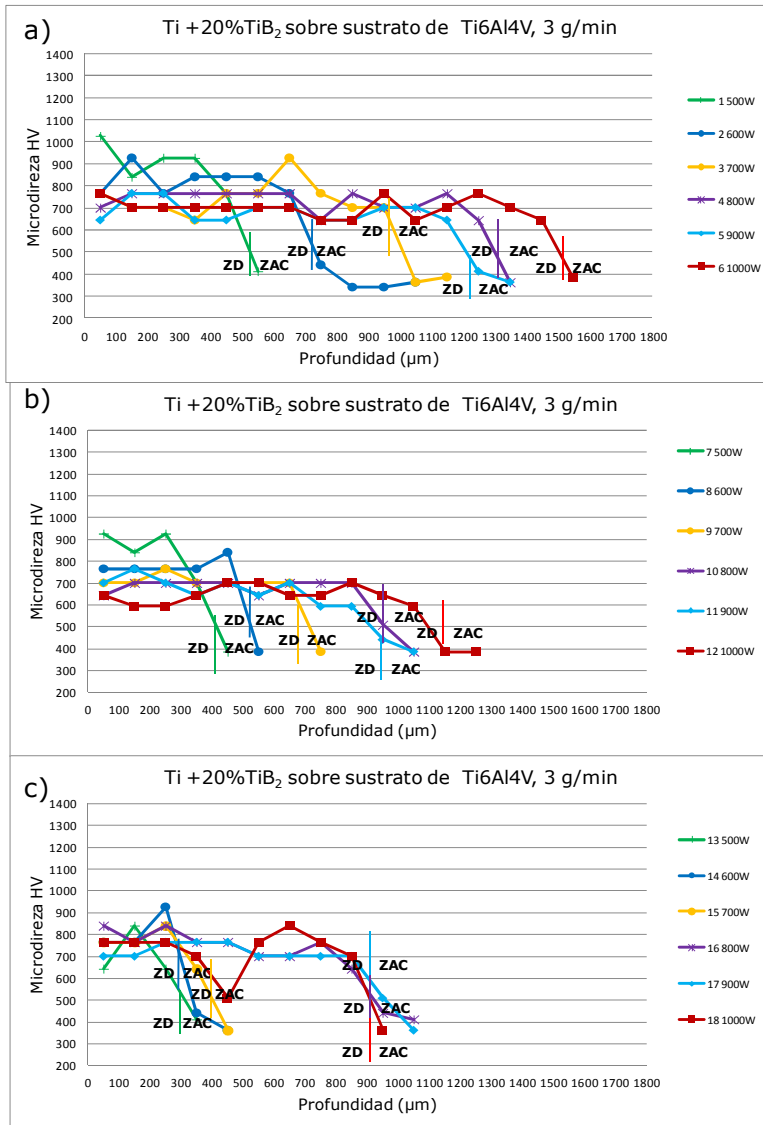 a)
Ti +20%TiB₂ sobre sustrato de Ti6Al4V, 3 g/min
Microdireza HV
1400
1300
1200
1100
1000
900
800
700
600
500
400
300
200
ZD ZAC
ZD ZAC
ZD ZAC
ZD ZAC
ZD ZAC
ZD ZAC
0 100 200 300 400 500 600 700 800 900 1000 1100 1200 1300 1400 1500 1600 1700 1800
Profundidad (µm)
1 500W
2 600W
3 700W
4 800W
5 900W
6 1000W
b)
Ti +20%TiB₂ sobre sustrato de Ti6Al4V, 3 g/min
Microdireza HV
1400
1300
1200
1100
1000
900
800
700
600
500
400
300
200
ZD ZAC
ZD ZAC
ZD ZAC
ZD ZAC
ZD ZAC
ZD ZAC
0 100 200 300 400 500 600 700 800 900 1000 1100 1200 1300 1400 1500 1600 1700 1800
Profundidad (µm)
7 500W
8 600W
9 700W
10 800W
11 900W
12 1000W
c)
Ti +20%TiB₂ sobre sustrato de Ti6Al4V, 3 g/min
Microdireza HV
1400
1300
1200
1100
1000
900
800
700
600
500
400
300
200
ZD ZAC
ZD ZAC
ZD ZAC
ZD ZAC
ZD ZAC
ZD ZAC
0 100 200 300 400 500 600 700 800 900 1000 1100 1200 1300 1400 1500 1600 1700 1800
Profundidad (µm)
13 500W
14 600W
15 700W
16 800W
17 900W
18 1000W